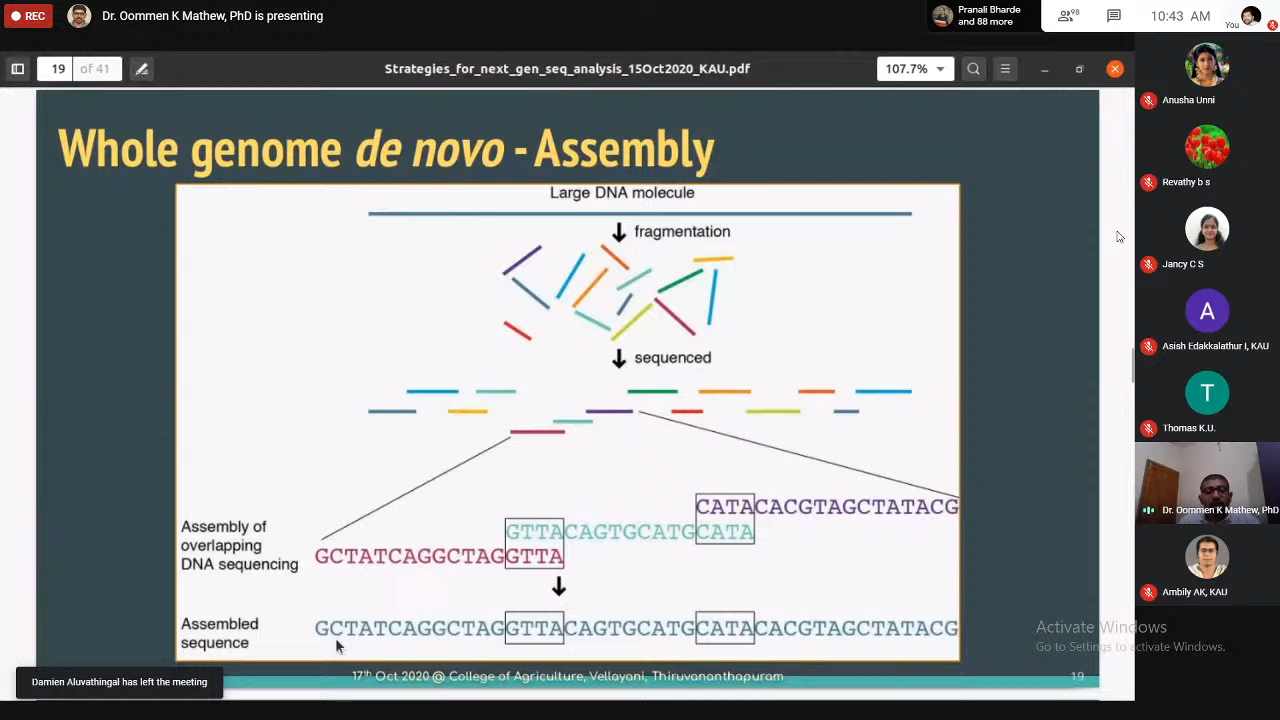 REC
Dr. Oommen K Mathew, PhD is presenting
Pranali Bharde
and 88 more
98
10:43 AM
You
19 of 41
Strategies_for_next_gen_seq_analysis_15Oct2020_KAU.pdf
107.7%
Whole genome de novo - Assembly
Large DNA molecule
fragmentation
sequenced
CATACACGTAGCTATACG
GTTACAGTGCATGCATA
GCTATCAGGCTAGGTTA
Assembly of
overlapping
DNA sequencing
Assembled
sequence
GCTATCAGGCTAGGTTACAGTGCATGCATACACGTAGCTATACG
17th Oct 2020 @ College of Agriculture, Vellayani, Thiruvananthapuram
19
Damien Aluvathingal has left the meeting
Anusha Unni
Revathy b s
Jancy C S
A
Asish Edakkalathur I, KAU
T
Thomas K.U.
Dr. Oommen K Mathew, PhD
Ambily AK, KAU
Activate Windows
Go to Settings to activate Windows.